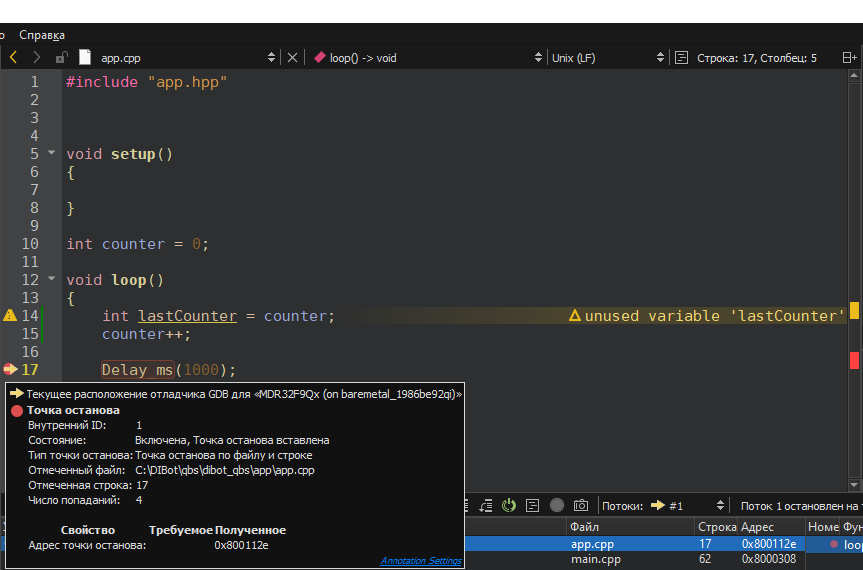 о Справка
app.cpp loop() -> void Unix (LF) Строка: 17, Столбец: 5
1 #include "app.hpp"
2
3
4
5 void setup()
6 {
7
8 }
9
10 int counter = 0;
11
12 void loop()
13 {
14 int lastCounter = counter; unused variable 'lastCounter'
15 counter++;
16
17 Delay_ms(1000);
Текущее расположение отладчика GDB для «MDR32F9Qx (on baremetal_1986be92qi)»
Точка останова
Внутренний ID: 1
Состояние: Включена, Точка останова вставлена
Тип точки останова: Точка останова по файлу и строке
Отмеченный файл: C:\DIBot\qbs\dibot_qbs\app\app.cpp
Отмеченная строка: 17
Число попаданий: 4
Свойство Требуемое Полученное
Адрес точки останова: 0x800112e
Annotation Settings
Потоки: #1 Поток 1 остановлен на
Файл Строка Адрес Номе Фун
app.cpp 17 0x800112e loop
main.cpp 62 0x8000308